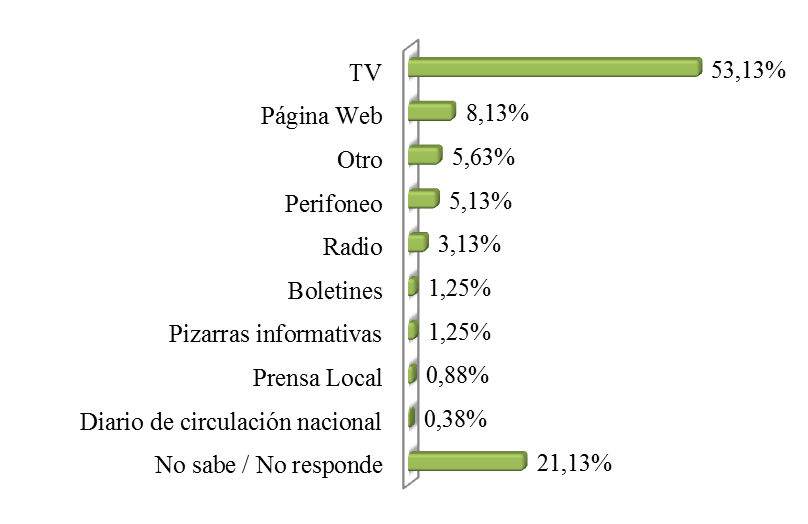 TV 53,13%
Página Web 8,13%
Otro 5,63%
Perifoneo 5,13%
Radio 3,13%
Boletines 1,25%
Pizarras informativas 1,25%
Prensa Local 0,88%
Diario de circulación nacional 0,38%
No sabe / No responde 21,13%